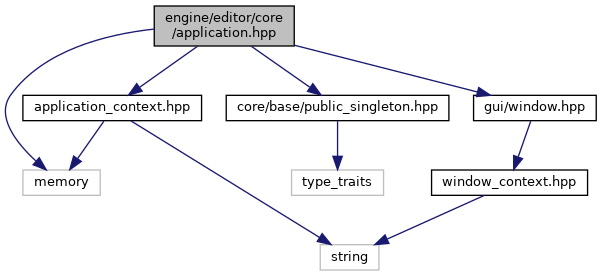 engine/editor/core
/application.hpp
application_context.hpp
core/base/public_singleton.hpp
gui/window.hpp
memory
type_traits
window_context.hpp
string